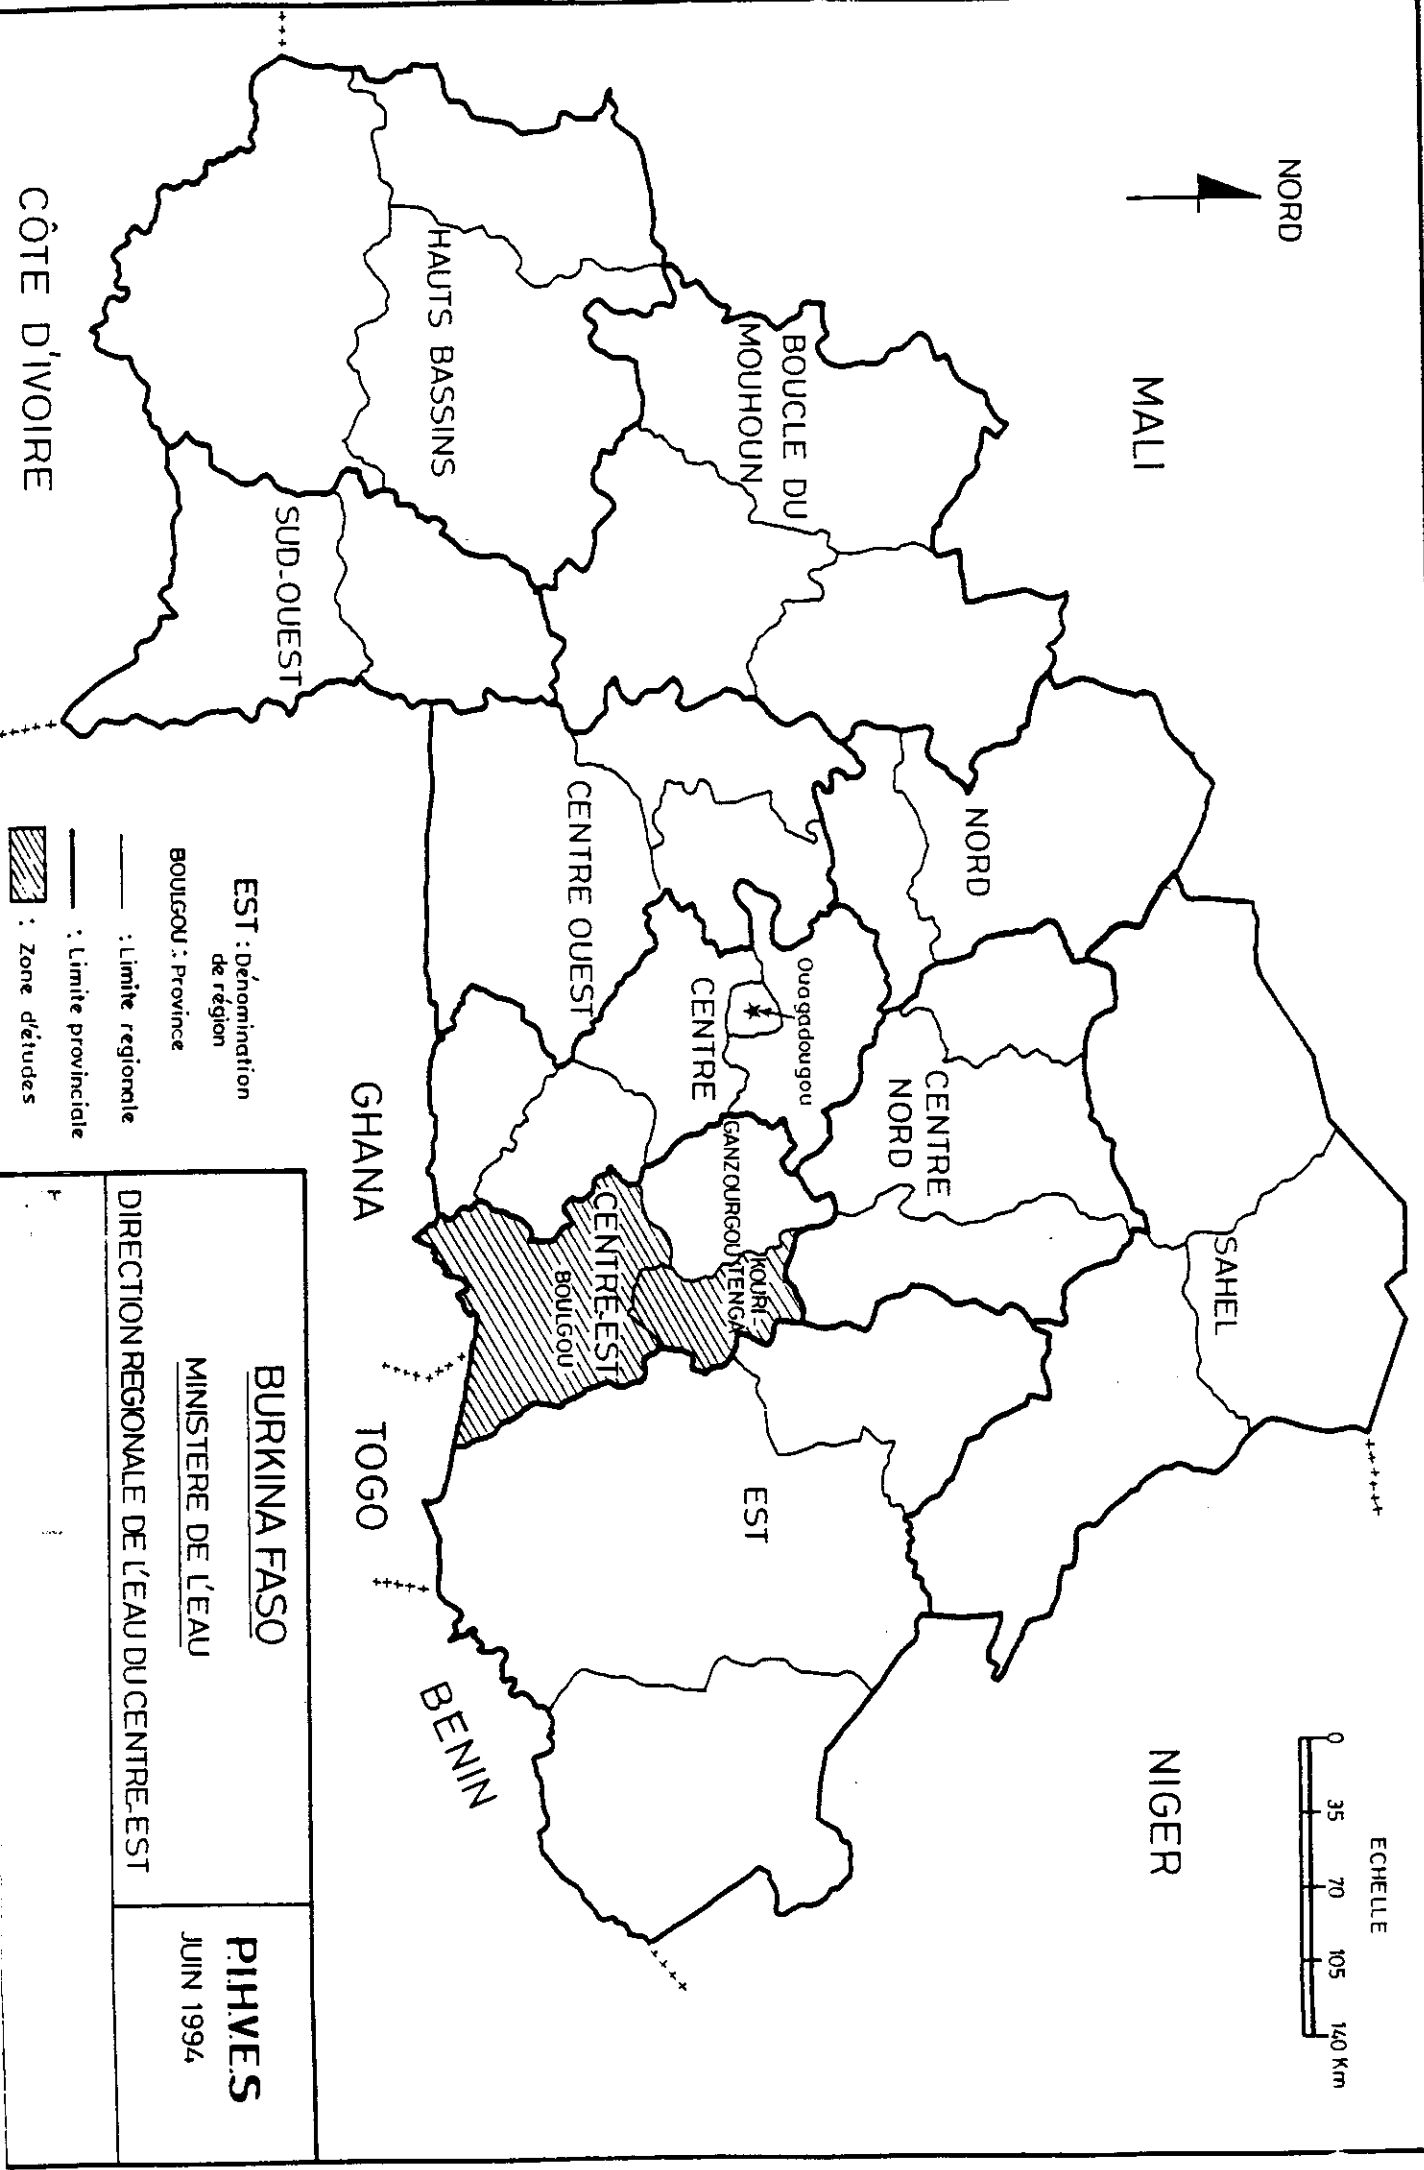 NORD
MALI
NIGER
ECHELLE
0 35 70 105 140 Km
SAHEL
NORD
CENTRE
NORD
BOUCLE DU
MOUHOUN
Ouagadougou
CENTRE
GANZOURGOU
KOURI-
TENGA
EST
HAUTS BASSINS
CENTRE OUEST
CENTRE-EST
BOULGOU
SUD-OUEST
GHANA
TOGO
BENIN
CÔTE D'IVOIRE
EST : Dénomination
de région
BOULGOU : Province
: Limite regionale
: Limite provinciale
: Zone d'études
BURKINA FASO
MINISTERE DE L'EAU
DIRECTION REGIONALE DE L'EAU DU CENTRE-EST
P.I.H.V.E.S
JUIN 1994